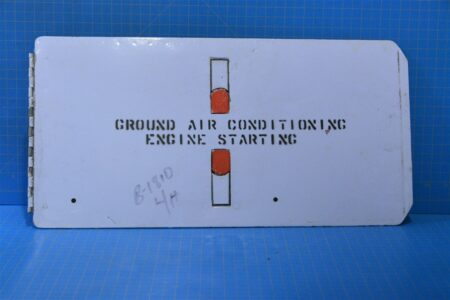 GROUND AIR CONDITIONING
ENGINE STARTING
B-1810
L/H